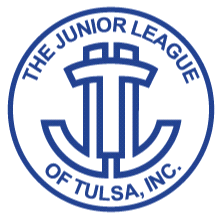 THE JUNIOR LEAGUE
OF TULSA, INC.